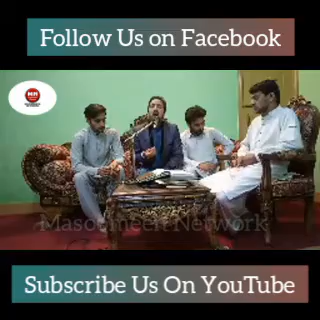 Follow Us on Facebook
Masoomeen Network
Subscribe Us On YouTube